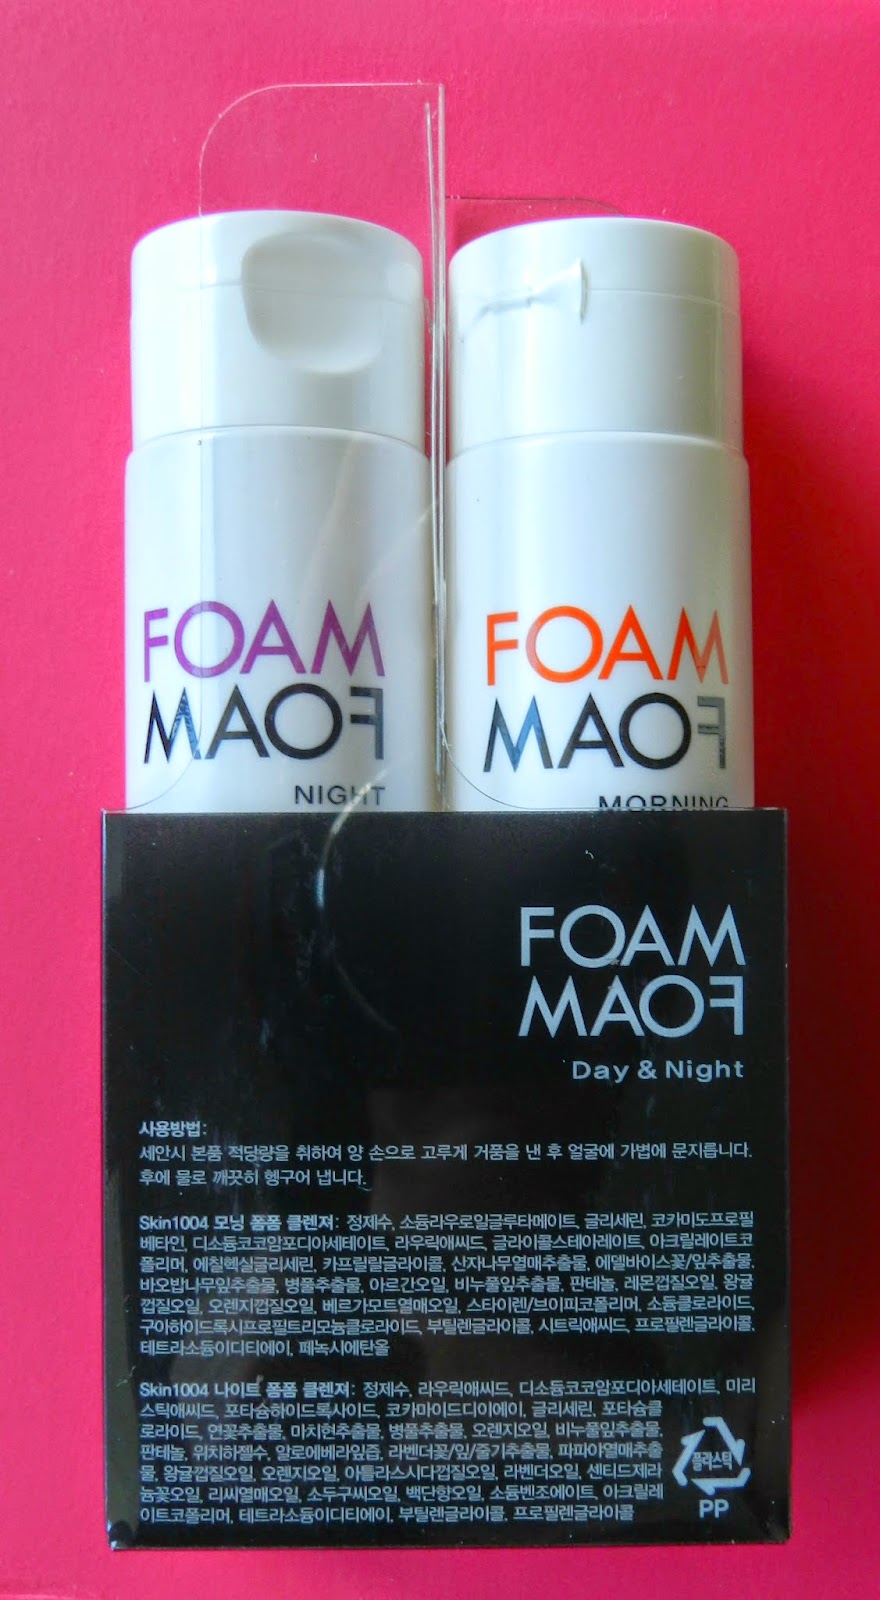 FOAM
FOAM
NIGHT
FOAM
FOAM
MORNING
FOAM
FOAM
Day & Night
사용방법:
세안시 본품 적당량을 취하여 양 손으로 고루게 거품을 낸 후 얼굴에 가볍에 문지릅니다.
후에 물로 깨끗히 헹구어 냅니다.
Skin1004 모닝 폼폼 클렌져: 정제수, 소듐라우로일글루타메이트, 글리세린, 코카미도프로필
베타인, 디소듐코코암포디아세테이트, 라우릭애씨드, 글라이콜스테아레이트, 아크릴레이트코
폴리머, 에칠헥실글리세린, 카프릴릴글라이콜, 산자나무열매추출물, 에델바이스꽃/잎추출물,
바오밥나무잎추출물, 병풀추출물, 아르간오일, 비누풀잎추출물, 판테놀, 레몬껍질오일, 왕귤
껍질오일, 오렌지껍질오일, 베르가모트열매오일, 스타이렌/브이피코폴리머, 소듐클로라이드,
구아하이드록시프로필트리모늄클로라이드, 부틸렌글라이콜, 시트릭애씨드, 프로필렌글라이콜,
테트라소듐이디티에이, 페녹시에탄올
Skin1004 나이트 폼폼 클렌져: 정제수, 라우릭애씨드, 디소듐코코암포디아세테이트, 미리
스틱애씨드, 포타슘하이드록사이드, 코카마이드디이에이, 글리세린, 포타슘클
로라이드, 연꽃추출물, 마치현추출물, 병풀추출물, 오렌지오일, 비누풀잎추출물,
판테놀, 위치하젤수, 알로에베라잎즙, 라벤더꽃/잎/줄기추출물, 파파야열매추출
물, 왕귤껍질오일, 오렌지오일, 아틀라스시다껍질오일, 라벤더오일, 센티드제라
늄꽃오일, 리씨열매오일, 소두구씨오일, 백단향오일, 소듐벤조에이트, 아크릴레
이트코폴리머, 테트라소듐이디티에이, 부틸렌글라이콜, 프로필렌글라이콜
플라스틱
PP